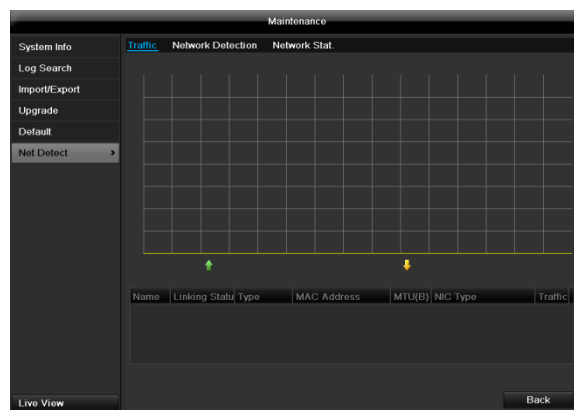 Maintenance
System Info
Log Search
Import/Export
Upgrade
Default
Net Detect >
Live View
Traffic Network Detection Network Stat.
Name Linking Statu Type MAC Address MTU(B) NIC Type Traffic
Back